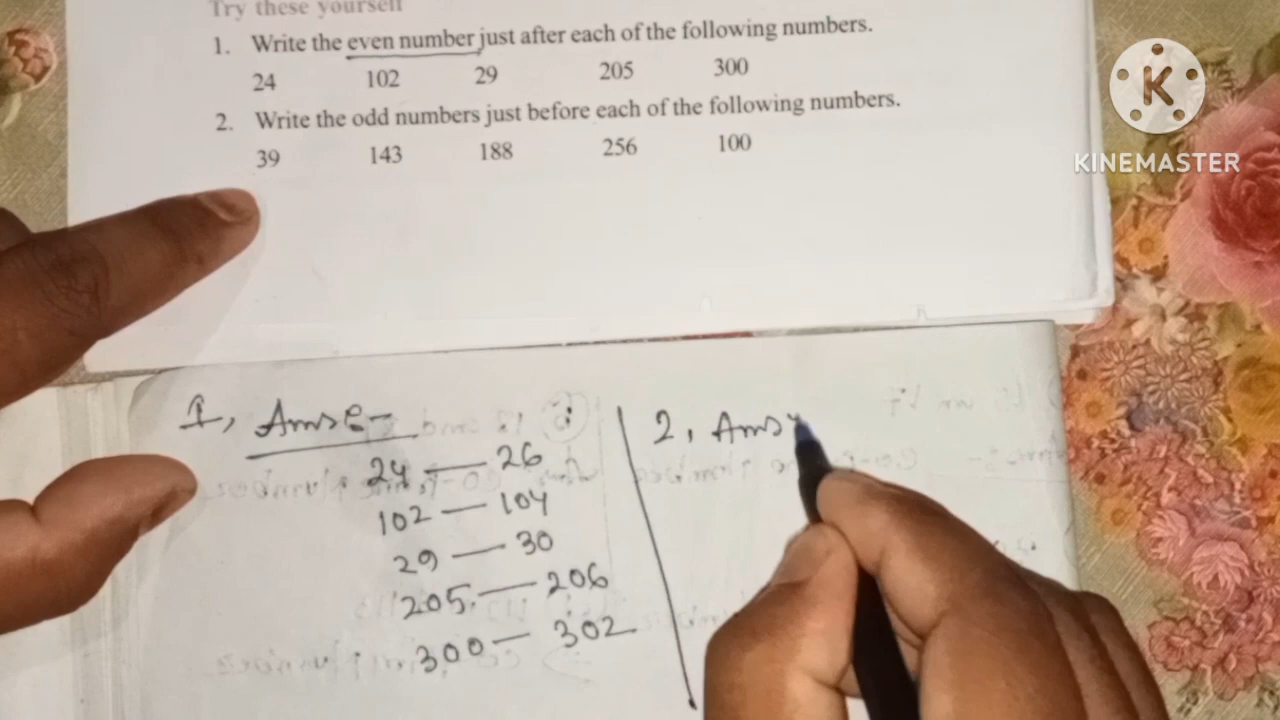 Try these yourself
1. Write the even number just after each of the following numbers.
24 102 29 205 300
2. Write the odd numbers just before each of the following numbers.
39 143 188 256 100
K
KINEMASTER
1, Ans:-
24 — 26
102 — 104
29 — 30
205 — 206
300 — 302
2, Ans